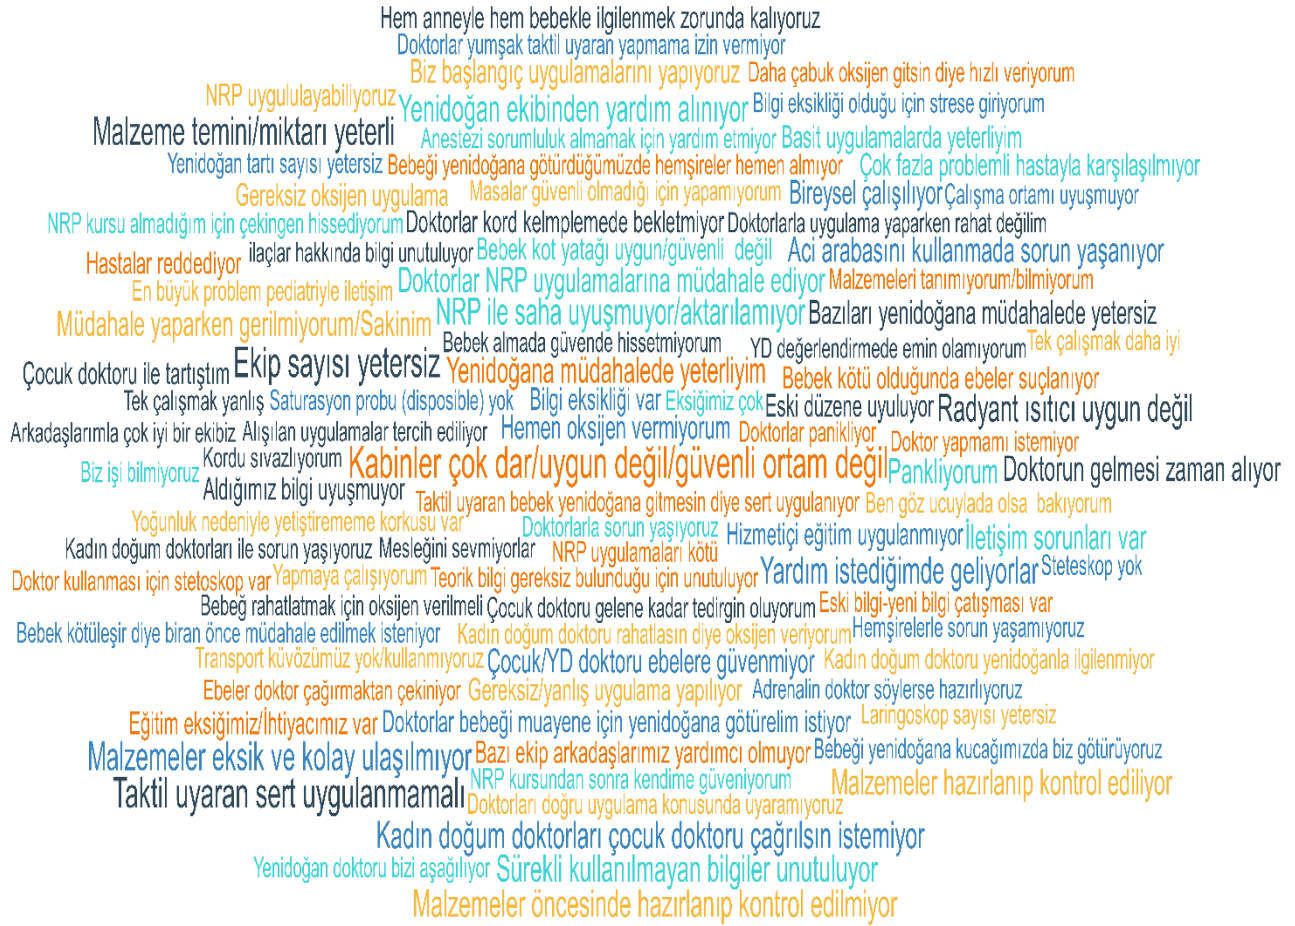 Hem anneyle hem bebekle ilgilenmek zorunda kalıyoruz
Doktorlar yumşak taktil uyaran yapmama izin vermiyor
Biz başlangıç uygulamalarını yapıyoruz Daha çabuk oksijen gitsin diye hızlı veriyorum
NRP uygululayabiliyoruz Yenidoğan ekibinden yardım alınıyor Bilgi eksikliği olduğu için strese giriyorum
Malzeme temini/miktarı yeterli Anestezi sorumluluk almamak için yardım etmiyor Basit uygulamalarda yeterliyim
Yenidoğan tartı sayısı yetersiz Bebeği yenidoğana götürdüğümüzde hemşireler hemen almıyor Çok fazla problemli hastayla karşılaşılmıyor
Gereksiz oksijen uygulama Masalar güvenli olmadığı için yapamıyorum Bireysel çalışılıyor Çalışma ortamı uyuşmuyor
NRP kursu almadığım için çekingen hissediyorum Doktorlar kord kelmplemede bekletmiyor Doktorlarla uygulama yaparken rahat değilim
Hastalar reddediyor ilaçlar hakkında bilgi unutuluyor Bebek kot yatağı uygun/güvenli değil Aci arabasını kullanmada sorun yaşanıyor
En büyük problem pediatriyle iletişim Doktorlar NRP uygulamalarına müdahale ediyor Malzemeleri tanımıyorum/bilmiyorum
Müdahale yaparken gerilmiyorum/Sakinim NRP ile saha uyuşmuyor/aktarılamıyor Bazıları yenidoğana müdahalede yetersiz
Bebek almada güvende hissetmiyorum YD değerlendirmede emin olamıyorum Tek çalışmak daha iyi
Çocuk doktoru ile tartıştım Ekip sayısı yetersiz Yenidoğana müdahalede yeterliyim Bebek kötü olduğunda ebeler suçlanıyor
Tek çalışmak yanlış Saturasyon probu (disposible) yok Bilgi eksikliği var Eksiğimiz çok Eski düzene uyuluyor Radyant ısıtıcı uygun değil
Arkadaşlarımla çok iyi bir ekibiz Alışılan uygulamalar tercih ediliyor Hemen oksijen vermiyorum Doktorlar panikliyor Doktor yapmamı istemiyor
Biz işi bilmiyoruz Kordu sıvazlıyorum Kabinler çok dar/uygun değil/güvenli ortam değil Pankliyorum Doktorun gelmesi zaman alıyor
Aldığımız bilgi uyuşmuyor Taktil uyaran bebek yenidoğana gitmesin diye sert uygulanıyor Ben göz ucuylada olsa bakıyorum
Yoğunluk nedeniyle yetiştirememe korkusu var Doktorlarla sorun yaşıyoruz Hizmetiçi eğitim uygulanmıyor İletişim sorunları var
Kadın doğum doktorları ile sorun yaşıyoruz Mesleğini sevmiyorlar NRP uygulamaları kötü
Doktor kullanması için stetoskop var Yapmaya çalışıyorum Teorik bilgi gereksiz bulunduğu için unutuluyor Yardım istediğimde geliyorlar Steteskop yok
Bebeğ rahatlatmak için oksijen verilmeli Çocuk doktoru gelene kadar tedirgin oluyorum Eski bilgi-yeni bilgi çatışması var
Bebek kötüleşir diye biran önce müdahale edilmek isteniyor Kadın doğum doktoru rahatlasın diye oksijen veriyorum Hemşirelerle sorun yaşamıyoruz
Transport küvözümüz yok/kullanmıyoruz Çocuk/YD doktoru ebelere güvenmiyor Kadın doğum doktoru yenidoğanla ilgilenmiyor
Ebeler doktor çağırmaktan çekiniyor Gereksiz/yanlış uygulama yapılıyor Adrenalin doktor söylerse hazırlıyoruz
Eğitim eksiğimiz/İhtiyacımız var Doktorlar bebeği muayene için yenidoğana götürelim istiyor Laringoskop sayısı yetersiz
Malzemeler eksik ve kolay ulaşılmıyor Bazı ekip arkadaşlarımız yardımcı olmuyor Bebeği yenidoğana kucağımızda biz götürüyoruz
Taktil uyaran sert uygulanmamalı NRP kursundan sonra kendime güveniyorum Malzemeler hazırlanıp kontrol ediliyor
Doktorları doğru uygulama konusunda uyaramıyoruz
Kadın doğum doktorları çocuk doktoru çağrılsın istemiyor
Yenidoğan doktoru bizi aşağılıyor Sürekli kullanılmayan bilgiler unutuluyor
Malzemeler öncesinde hazırlanıp kontrol edilmiyor